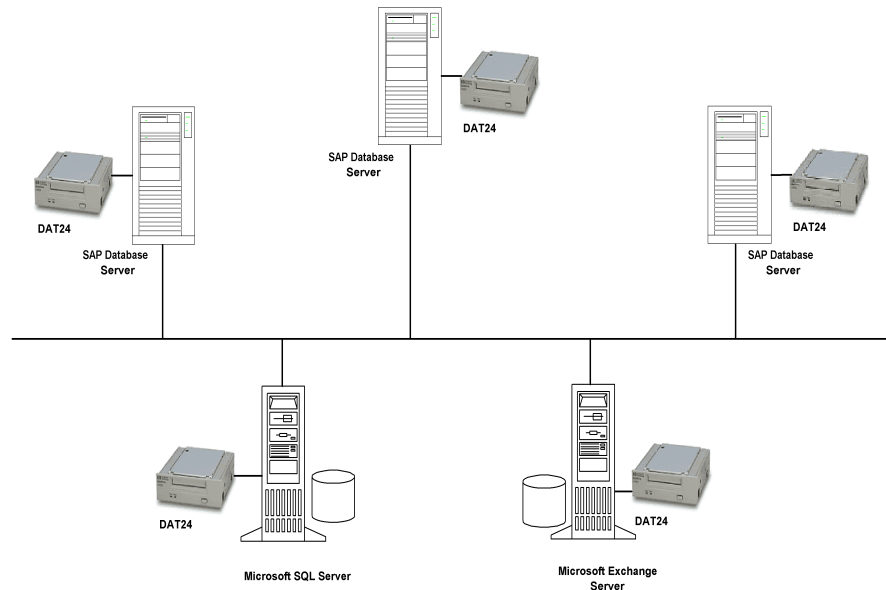 DAT24
SAP Database
Server
DAT24
SAP Database
Server
DAT24
SAP Database
Server
DAT24
Microsoft SQL Server
DAT24
Microsoft Exchange
Server